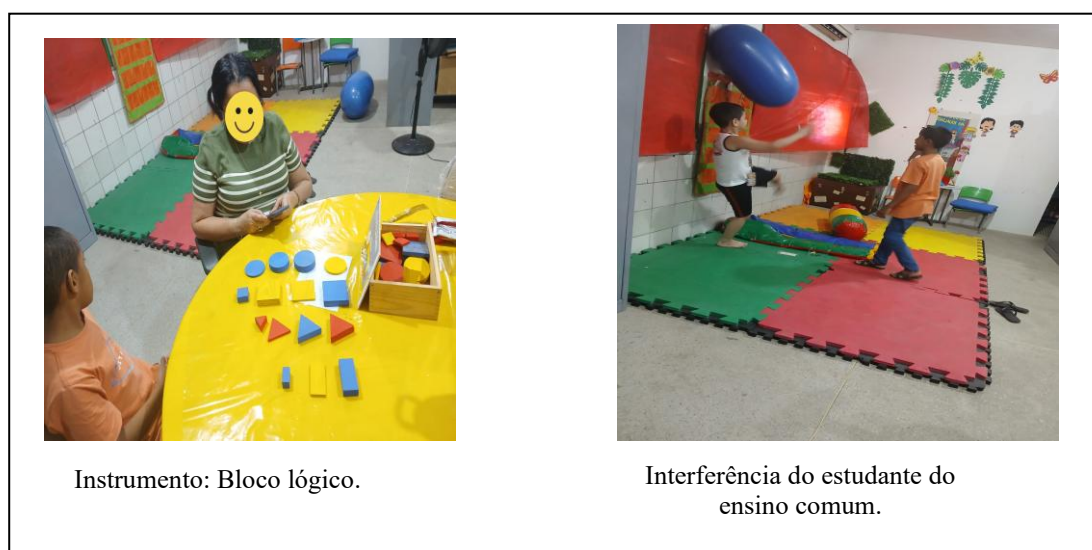 Instrumento: Bloco lógico.
Interferência do estudante do
ensino comum.